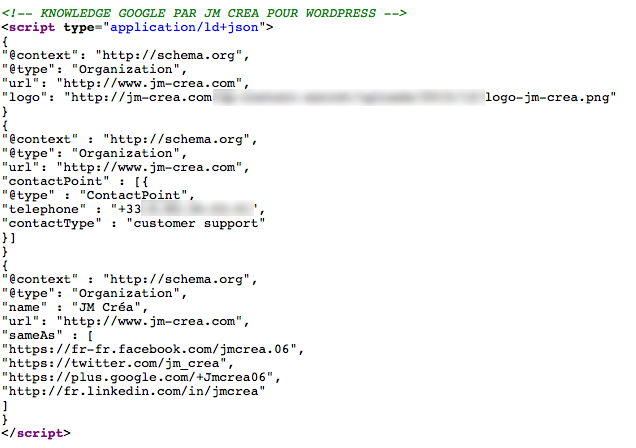 <!-- KNOWLEDGE GOOGLE PAR JM CREA POUR WORDPRESS -->
<script type="application/ld+json">
{
"@context": "http://schema.org",
"@type": "Organization",
"url": "http://www.jm-crea.com",
"logo": "http://jm-crea.com logo-jm-crea.png"
}
{
"@context" : "http://schema.org",
"@type": "Organization",
"url": "http://www.jm-crea.com",
"contactPoint" : [{
"@type" : "ContactPoint",
"telephone" : "+33 ",
"contactType" : "customer support"
}]
}
{
"@context" : "http://schema.org",
"@type": "Organization",
"name" : "JM Créa",
"url": "http://www.jm-crea.com",
"sameAs" : [
"https://fr-fr.facebook.com/jmcrea.06",
"https://twitter.com/jm_crea",
"https://plus.google.com/+Jmcrea06",
"http://fr.linkedin.com/in/jmcrea"
]
}
</script>